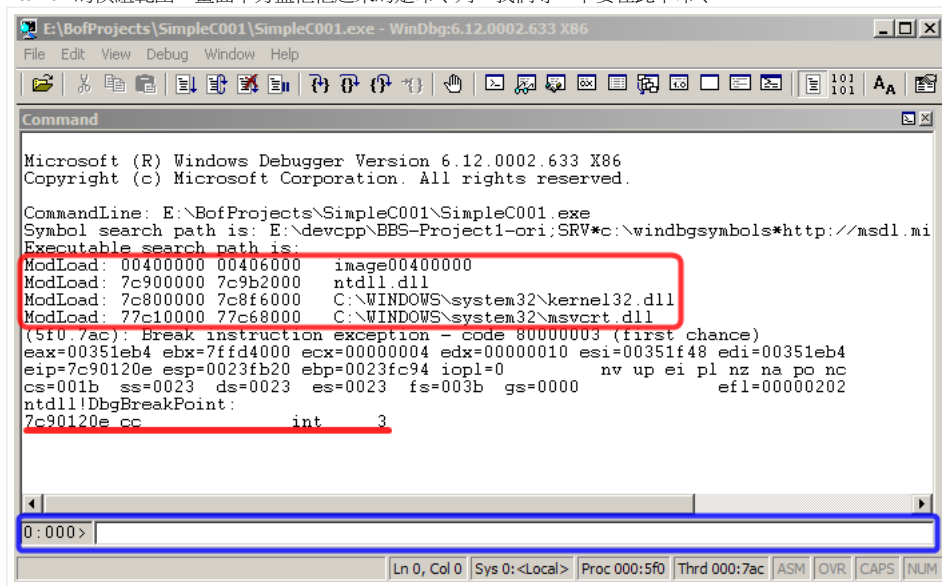 E:\BofProjects\SimpleC001\SimpleC001.exe - WinDbg:6.12.0002.633 X86
File Edit View Debug Window Help
Command
Microsoft (R) Windows Debugger Version 6.12.0002.633 X86
Copyright (c) Microsoft Corporation. All rights reserved.
CommandLine: E:\BofProjects\SimpleC001\SimpleC001.exe
Symbol search path is: E:\devcpp\BBS-Project1-ori;SRV*c:\windbgsymbols*http://msdl.mi
Executable search path is:
ModLoad: 00400000 00406000   image00400000
ModLoad: 7c900000 7c9b2000   ntdll.dll
ModLoad: 7c800000 7c8f6000   C:\WINDOWS\system32\kernel32.dll
ModLoad: 77c10000 77c68000   C:\WINDOWS\system32\msvcrt.dll
(5f0.7ac): Break instruction exception - code 80000003 (first chance)
eax=00351eb4 ebx=7ffd4000 ecx=00000004 edx=00000010 esi=00351f48 edi=00351eb4
eip=7c90120e esp=0023fb20 ebp=0023fc94 iopl=0         nv up ei pl nz na po nc
cs=001b  ss=0023  ds=0023  es=0023  fs=003b  gs=0000             efl=00000202
ntdll!DbgBreakPoint:
7c90120e cc              int     3
0:000>
Ln 0, Col 0 Sys 0:<Local> Proc 000:5f0 Thrd 000:7ac ASM OVR CAPS NUM